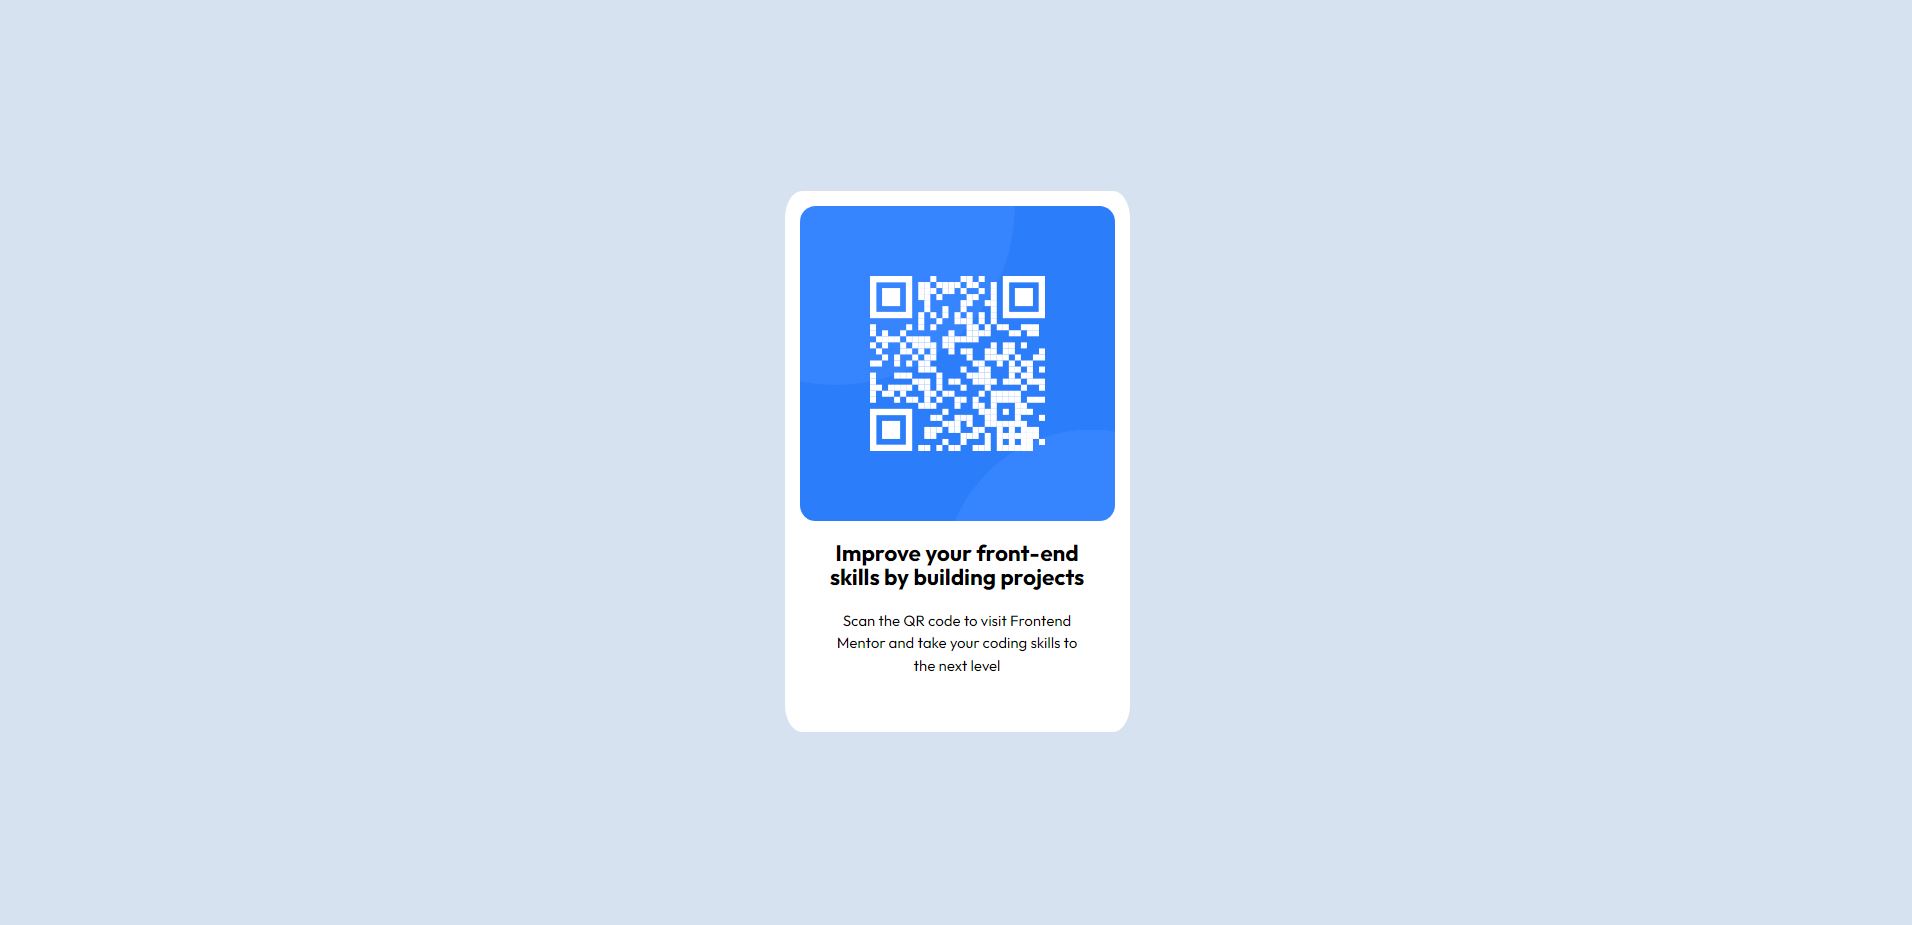 Improve your front-end
skills by building projects
Scan the QR code to visit Frontend
Mentor and take your coding skills to
the next level